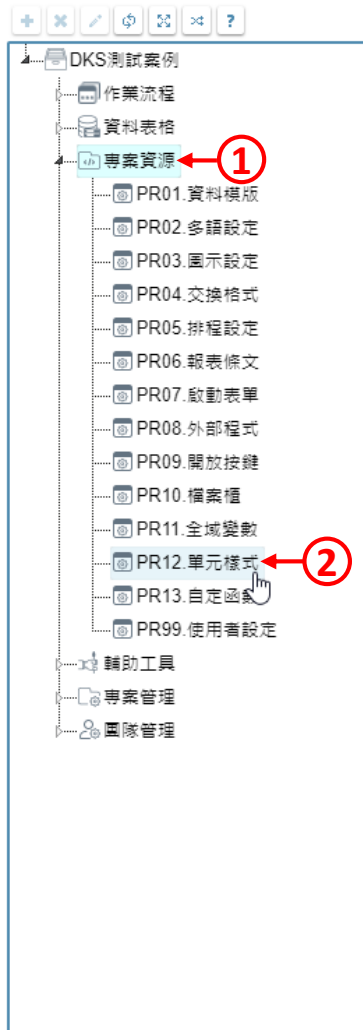 ?
DKS測試案例
作業流程
資料表格
專案資源
1
PR01.資料模版
PR02.多語設定
PR03.圖示設定
PR04.交換格式
PR05.排程設定
PR06.報表條文
PR07.啟動表單
PR08.外部程式
PR09.開放按鍵
PR10.檔案櫃
PR11.全域變數
PR12.單元樣式
2
PR13.自定函數
PR99.使用者設定
輔助工具
專案管理
團隊管理